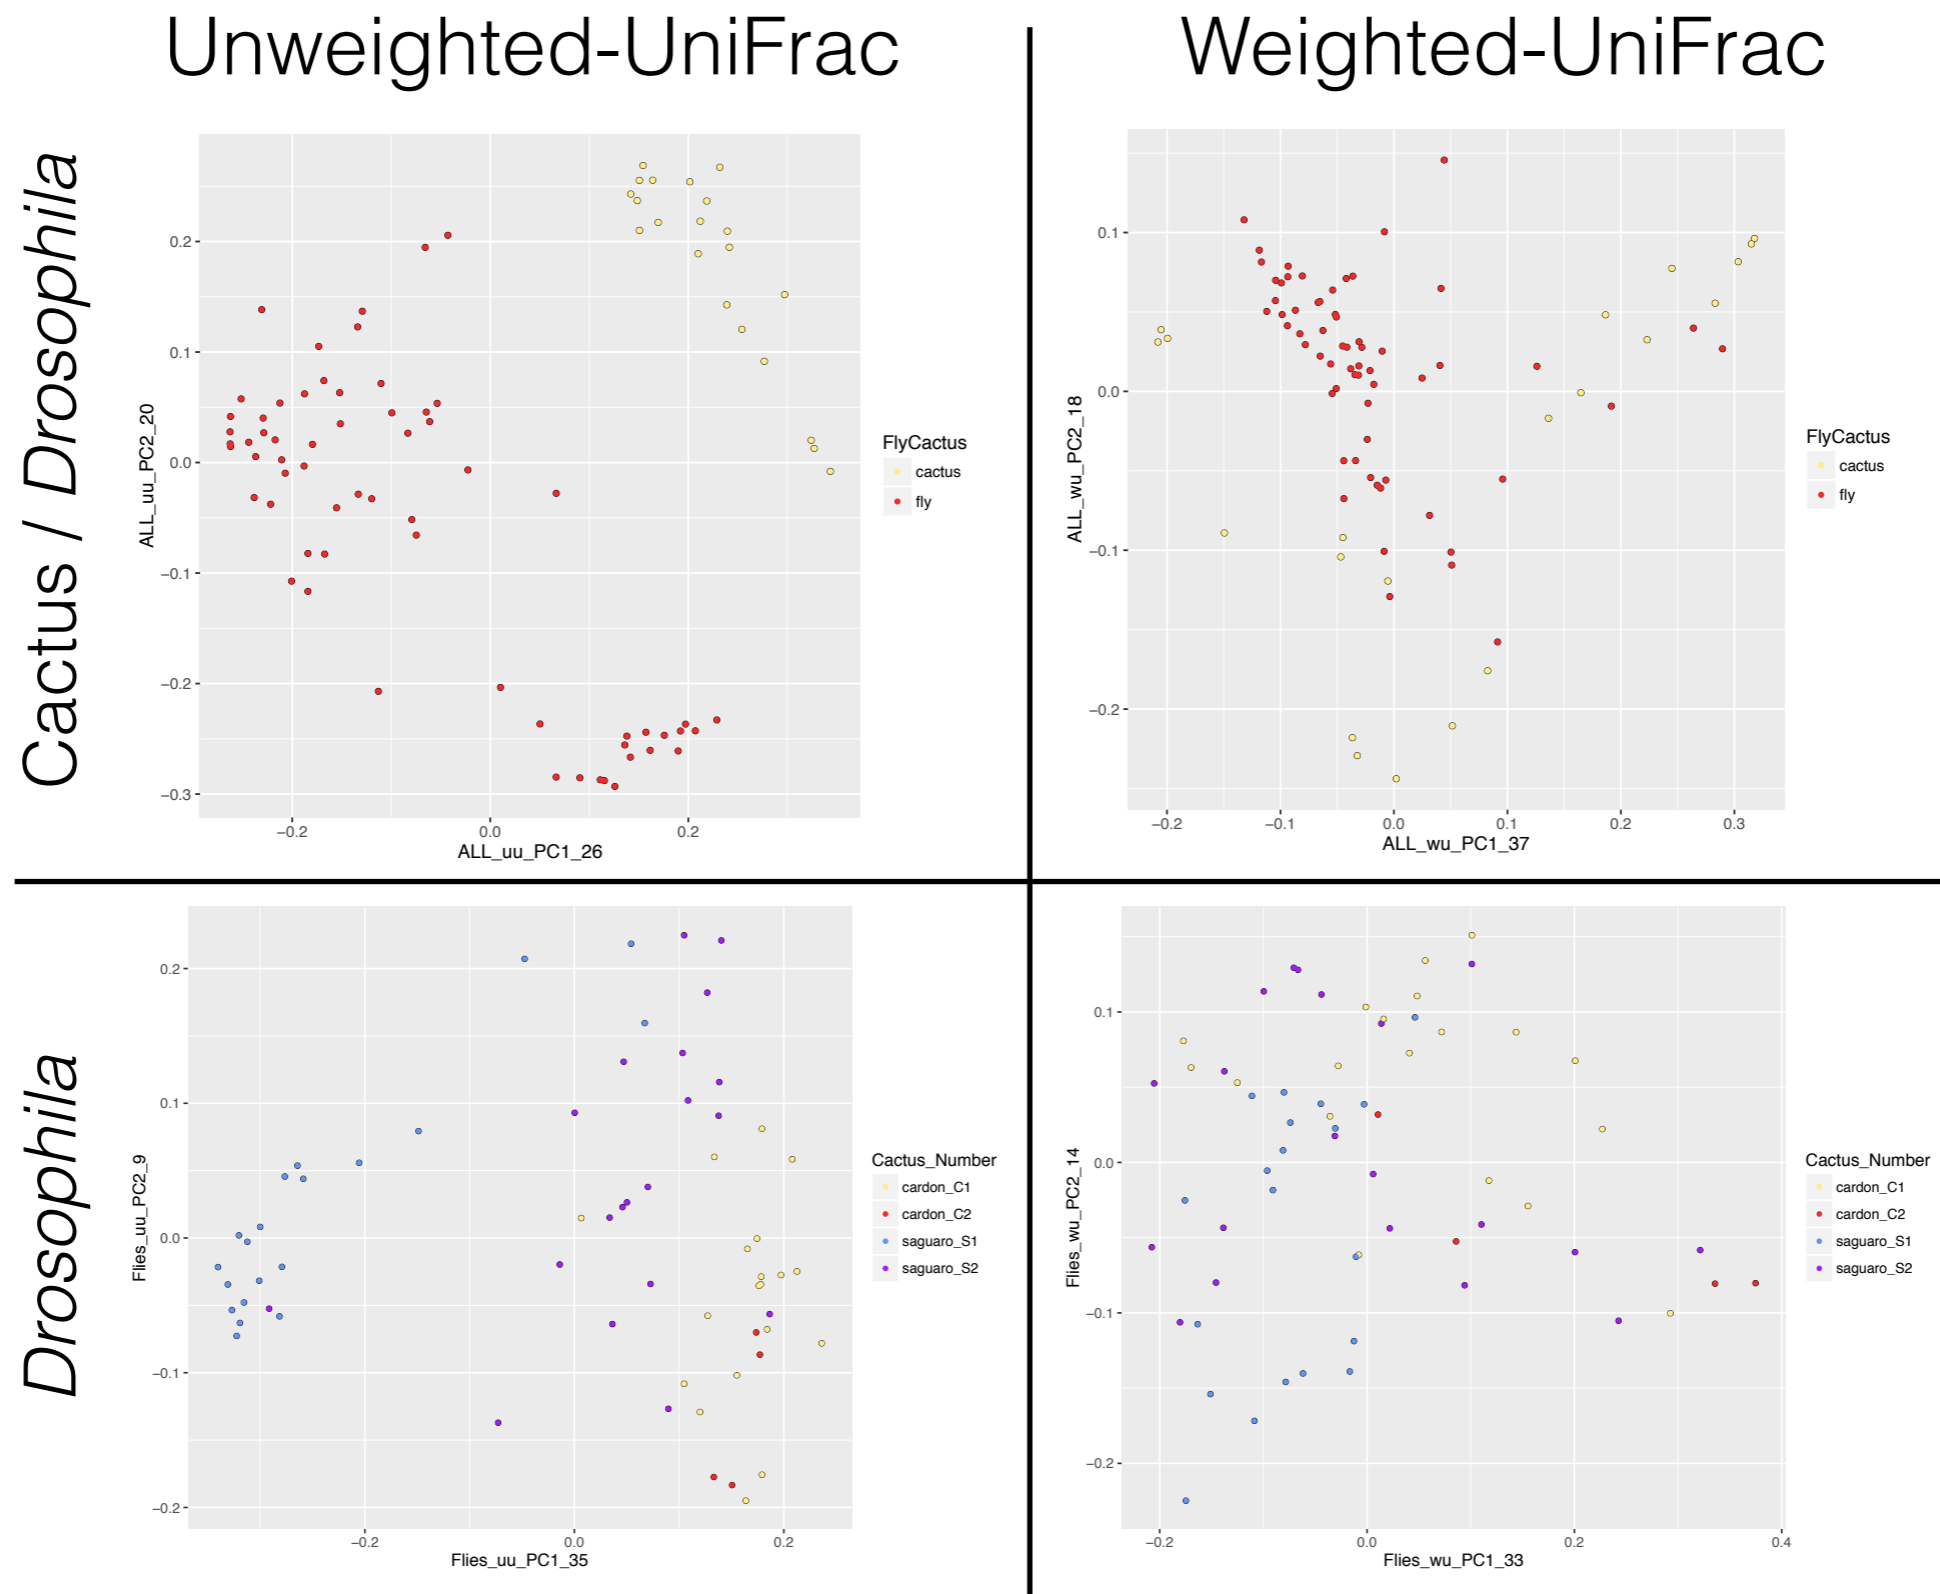 Unweighted-UniFrac
Weighted-UniFrac
Cactus / Drosophila
ALL_uu_PC2_20
0.2
0.1
0.0
−0.1
−0.2
−0.3
−0.2
0.0
0.2
ALL_uu_PC1_26
FlyCactus
cactus
fly
ALL_wu_PC2_18
0.1
0.0
−0.1
−0.2
−0.2
−0.1
0.0
0.1
0.2
0.3
ALL_wu_PC1_37
FlyCactus
cactus
fly
Drosophila
Flies_uu_PC2_9
0.2
0.1
0.0
−0.1
−0.2
−0.2
0.0
0.2
Flies_uu_PC1_35
Cactus_Number
cardon_C1
cardon_C2
saguaro_S1
saguaro_S2
Flies_wu_PC2_14
0.1
0.0
−0.1
−0.2
−0.2
0.0
0.2
0.4
Flies_wu_PC1_33
Cactus_Number
cardon_C1
cardon_C2
saguaro_S1
saguaro_S2